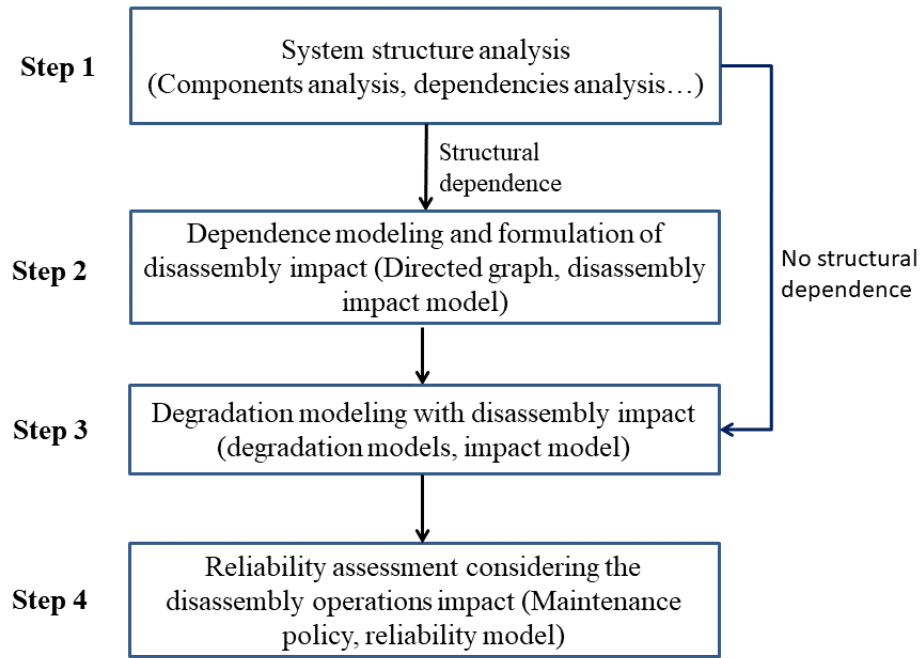 Step 1
System structure analysis
(Components analysis, dependencies analysis…)
Structural
dependence
Step 2
Dependence modeling and formulation of
disassembly impact (Directed graph, disassembly
impact model)
No structural
dependence
Step 3
Degradation modeling with disassembly impact
(degradation models, impact model)
Step 4
Reliability assessment considering the
disassembly operations impact (Maintenance
policy, reliability model)